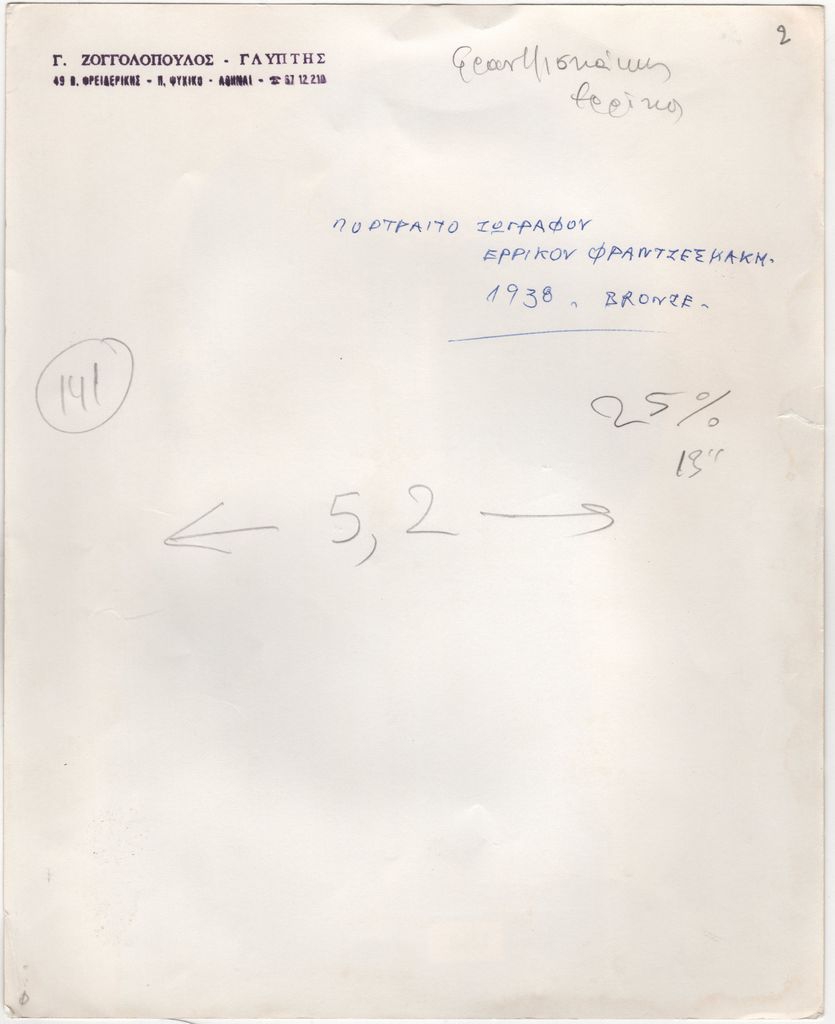 2
Γ. ΖΟΓΓΟΛΟΠΟΥΛΟΣ - ΓΛΥΠΤΗΣ
49 Β. ΦΡΕΙΔΕΡΙΚΗΣ - Π. ΨΥΧΙΚΟ - ΑΘΗΝΑΙ - ☎ 67 12 210
ΠΟΡΤΡΑΙΤΟ ΖΩΓΡΑΦΟΥ
ΕΡΡΙΚΟΥ ΦΡΑΝΤΖΕΣΚΑΚΗ.
1938 - BRONZE -
141
25%
13"
← 5,2 →